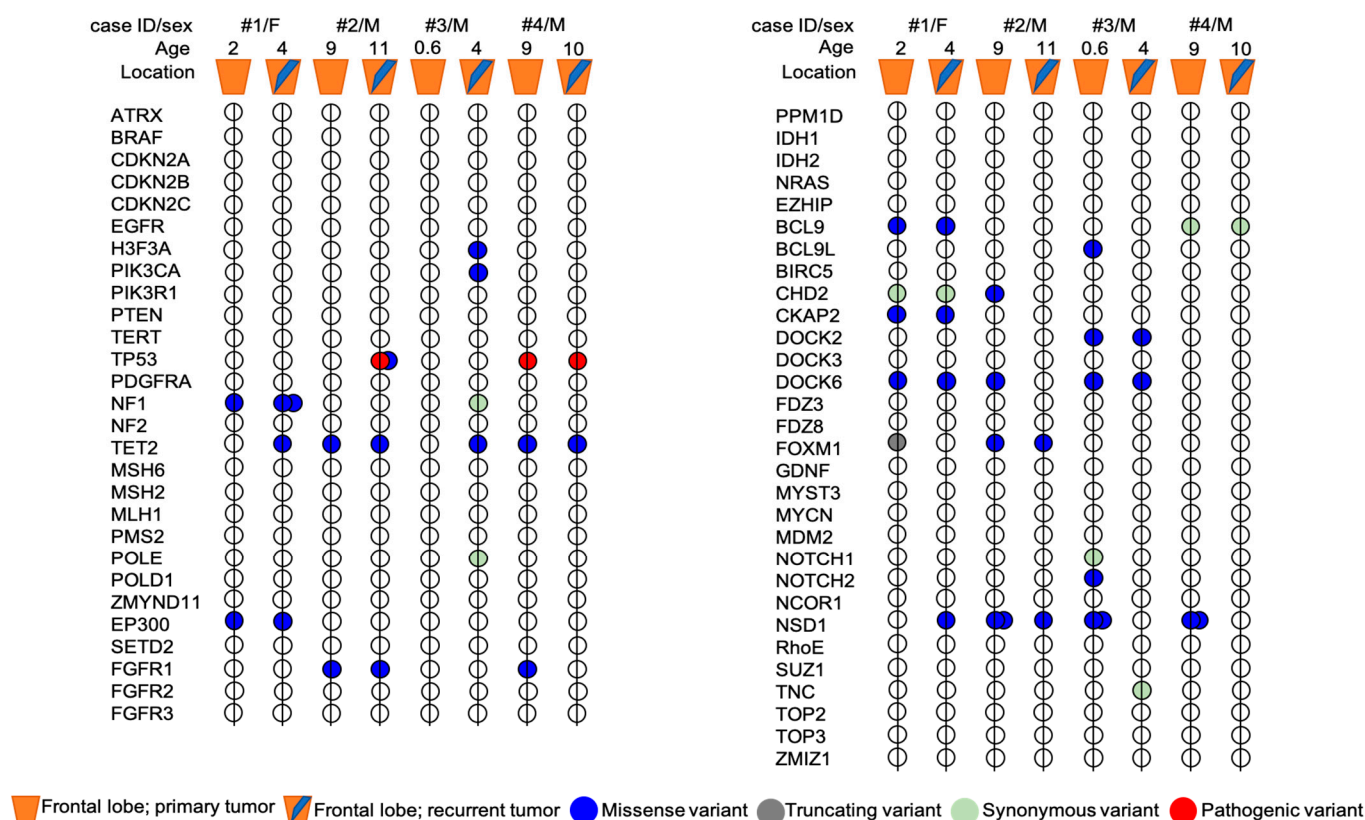 case ID/sex #1/F #2/M #3/M #4/M
Age 2 4 9 11 0.6 4 9 10
Location
ATRX
BRAF
CDKN2A
CDKN2B
CDKN2C
EGFR
H3F3A
PIK3CA
PIK3R1
PTEN
TERT
TP53
PDGFRA
NF1
NF2
TET2
MSH6
MSH2
MLH1
PMS2
POLE
POLD1
ZMYND11
EP300
SETD2
FGFR1
FGFR2
FGFR3
case ID/sex #1/F #2/M #3/M #4/M
Age 2 4 9 11 0.6 4 9 10
Location
PPM1D
IDH1
IDH2
NRAS
EZHIP
BCL9
BCL9L
BIRC5
CHD2
CKAP2
DOCK2
DOCK3
DOCK6
FDZ3
FDZ8
FOXM1
GDNF
MYST3
MYCN
MDM2
NOTCH1
NOTCH2
NCOR1
NSD1
RhoE
SUZ1
TNC
TOP2
TOP3
ZMIZ1
Frontal lobe; primary tumor Frontal lobe; recurrent tumor Missense variant Truncating variant Synonymous variant Pathogenic variant